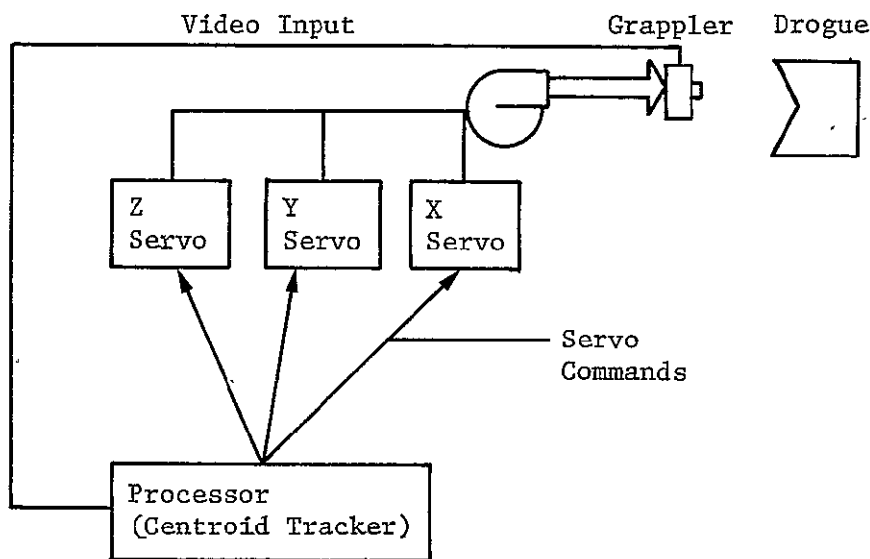 Video Input
Grappler
Drogue
Z
Servo
Y
Servo
X
Servo
Servo
Commands
Processor
(Centroid Tracker)